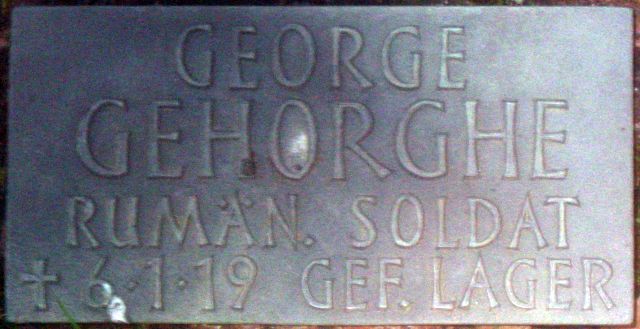 GEORGE
GEHORGHE
RUMÄN. SOLDAT
† 6·1·19 GEF. LAGER